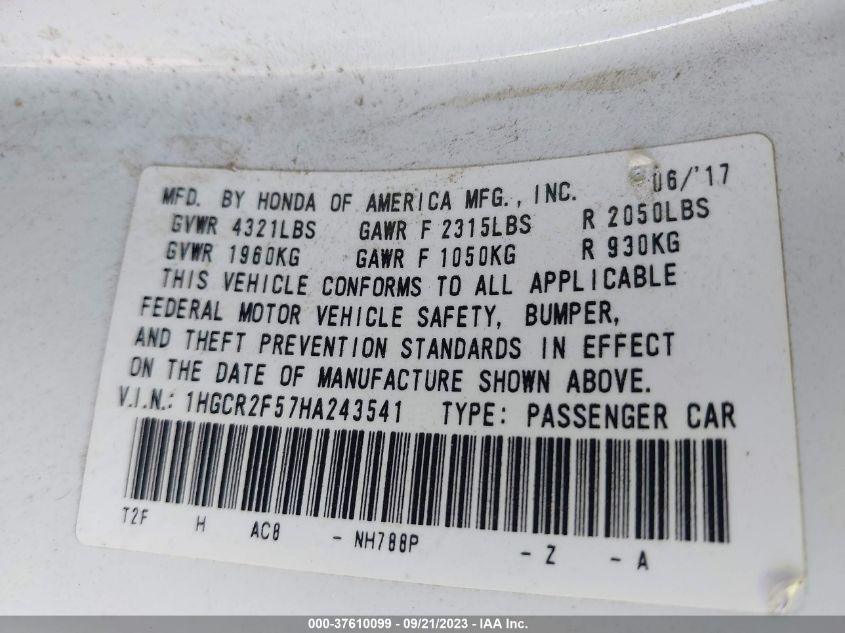 MFD. BY HONDA OF AMERICA MFG., INC. 06/'17
GVWR 4321LBS GAWR F 2315LBS R 2050LBS
GVWR 1960KG GAWR F 1050KG R 930KG
THIS VEHICLE CONFORMS TO ALL APPLICABLE
FEDERAL MOTOR VEHICLE SAFETY, BUMPER,
AND THEFT PREVENTION STANDARDS IN EFFECT
ON THE DATE OF MANUFACTURE SHOWN ABOVE.
V.I.N.: 1HGCR2F57HA243541 TYPE: PASSENGER CAR
T2F H AC8 - NH788P - Z - A
000-37610099 - 09/21/2023 - IAA Inc.